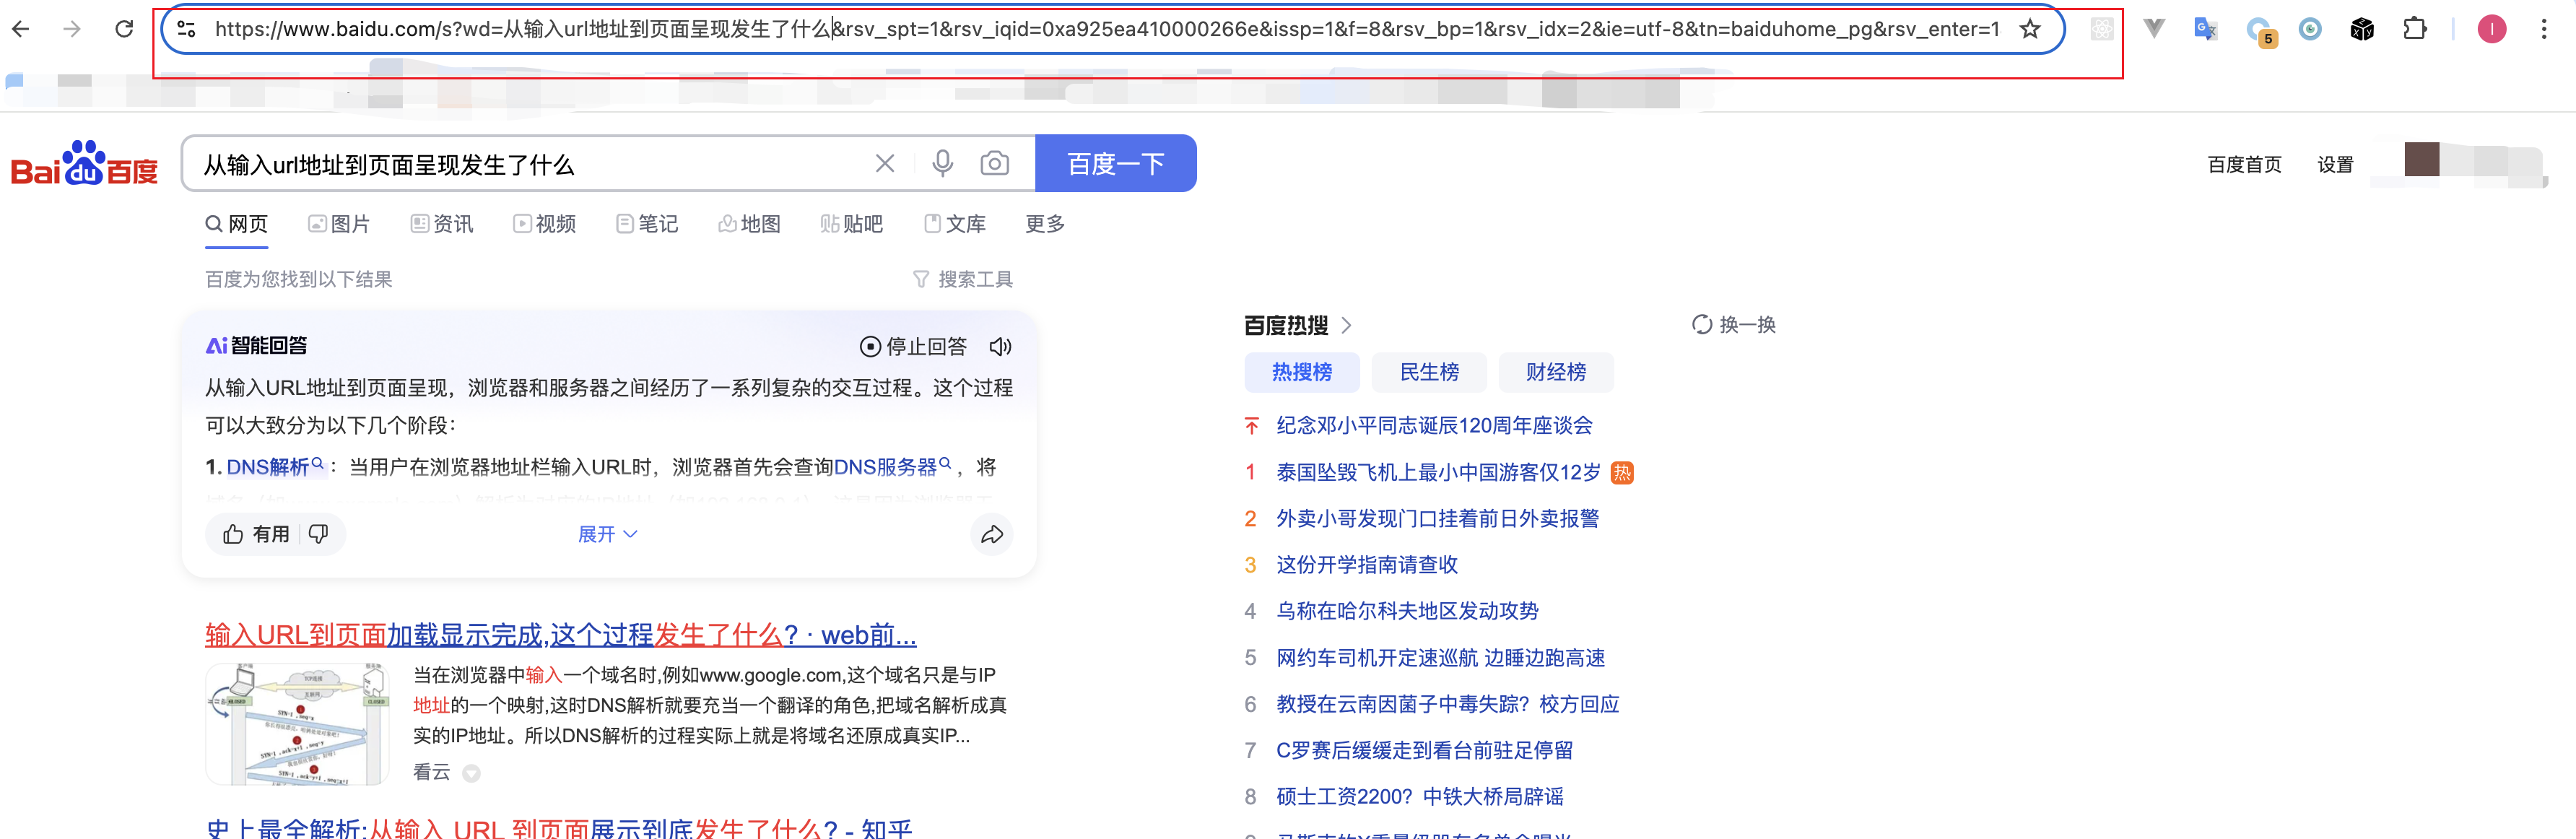 https://www.baidu.com/s?wd=从输入url地址到页面呈现发生了什么&rsv_spt=1&rsv_iqid=0xa925ea410000266e&issp=1&f=8&rsv_bp=1&rsv_idx=2&ie=utf-8&tn=baiduhome_pg&rsv_enter=1
5
I
Bai du 百度
从输入url地址到页面呈现发生了什么
百度一下
百度首页 设置
网页 图片 资讯 视频 笔记 地图 贴吧 文库 更多
百度为您找到以下结果
搜索工具
Ai 智能回答
停止回答
从输入URL地址到页面呈现，浏览器和服务器之间经历了一系列复杂的交互过程。这个过程
可以大致分为以下几个阶段：
1. DNS解析：当用户在浏览器地址栏输入URL时，浏览器首先会查询DNS服务器，将
有用
展开
输入URL到页面加载显示完成,这个过程发生了什么? · web前...
当在浏览器中输入一个域名时,例如www.google.com,这个域名只是与IP
地址的一个映射,这时DNS解析就要充当一个翻译的角色,把域名解析成真
实的IP地址。所以DNS解析的过程实际上就是将域名还原成真实IP...
看云
史上最全解析:从输入 URL 到页面展示到底发生了什么? - 知乎
百度热搜
换一换
热搜榜 民生榜 财经榜
纪念邓小平同志诞辰120周年座谈会
1 泰国坠毁飞机上最小中国游客仅12岁 热
2 外卖小哥发现门口挂着前日外卖报警
3 这份开学指南请查收
4 乌称在哈尔科夫地区发动攻势
5 网约车司机开定速巡航 边睡边跑高速
6 教授在云南因菌子中毒失踪？校方回应
7 C罗赛后缓缓走到看台前驻足停留
8 硕士工资2200？中铁大桥局辟谣